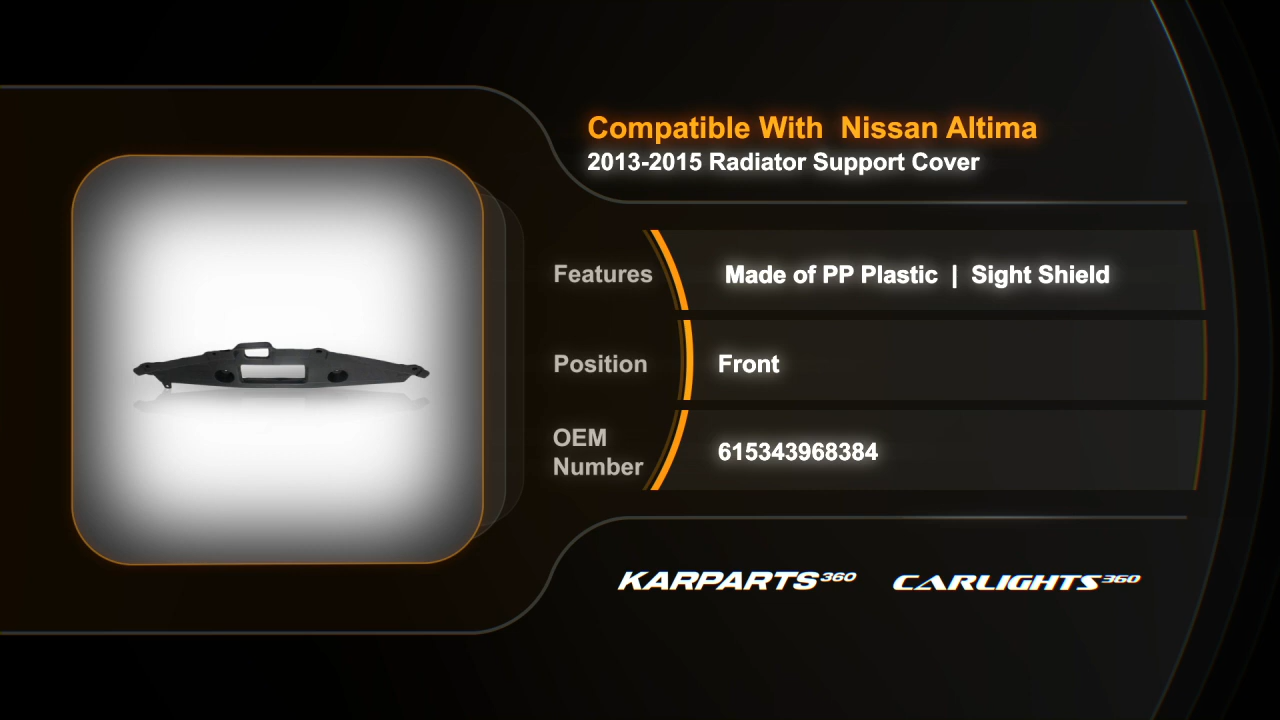 Compatible With  Nissan Altima
2013-2015 Radiator Support Cover
Features
Made of PP Plastic | Sight Shield
Position
Front
OEM
Number
615343968384
KARPARTS360
CARLIGHTS360